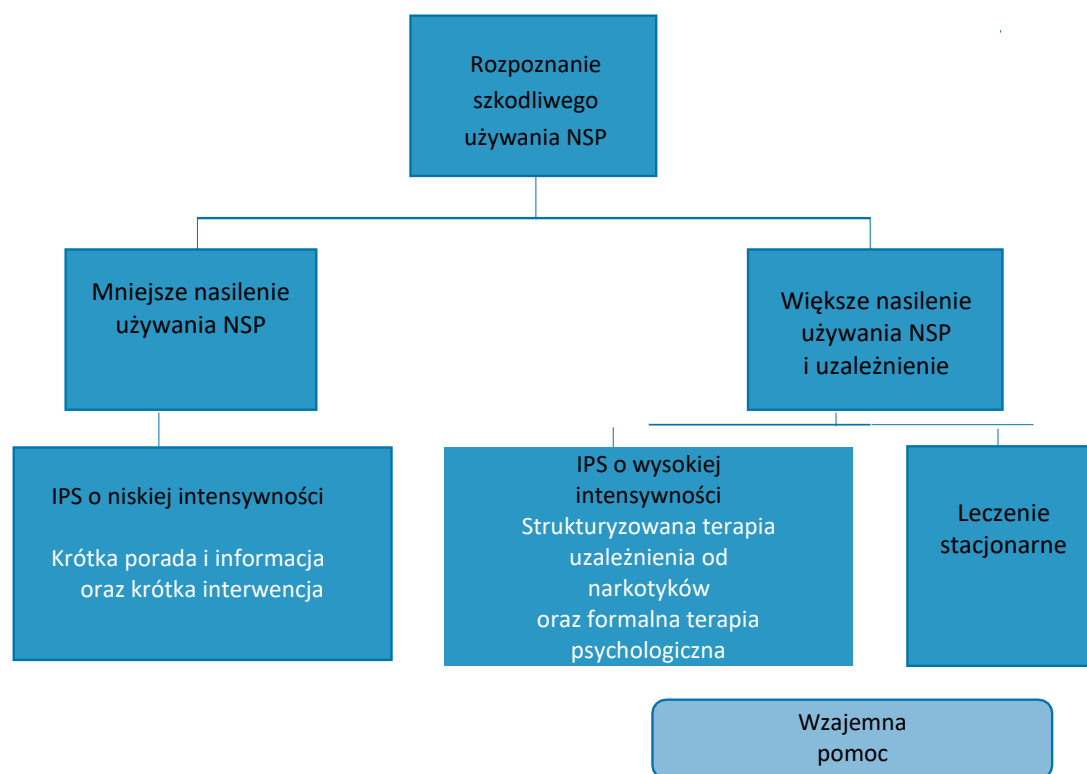 Rozpoznanie
szkodliwego
używania NSP
Mniejsze nasilenie
używania NSP
Większe nasilenie
używania NSP
i uzależnienie
IPS o niskiej intensywności
Krótka porada i informacja
oraz krótka interwencja
IPS o wysokiej
intensywności
Strukturyzowana terapia
uzależnienia od
narkotyków
oraz formalna terapia
psychologiczna
Leczenie
stacjonarne
Wzajemna
pomoc